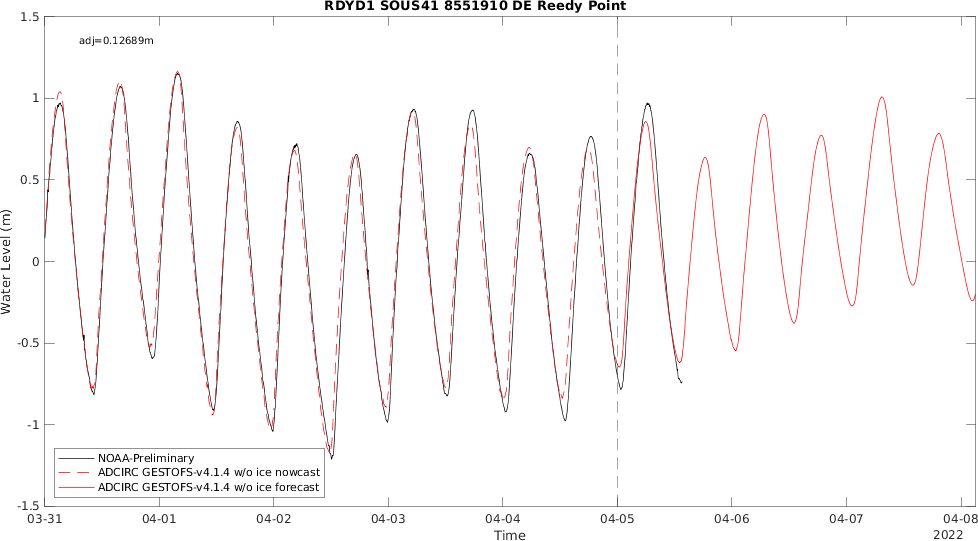 RDYD1 SOUS41 8551910 DE Reedy Point
adj=0.12689m
Water Level (m)
1.5
1
0.5
0
-0.5
-1
-1.5
NOAA-Preliminary
ADCIRC GESTOFS-v4.1.4 w/o ice nowcast
ADCIRC GESTOFS-v4.1.4 w/o ice forecast
03-31 04-01 04-02 04-03 04-04 04-05 04-06 04-07 04-08
Time
2022